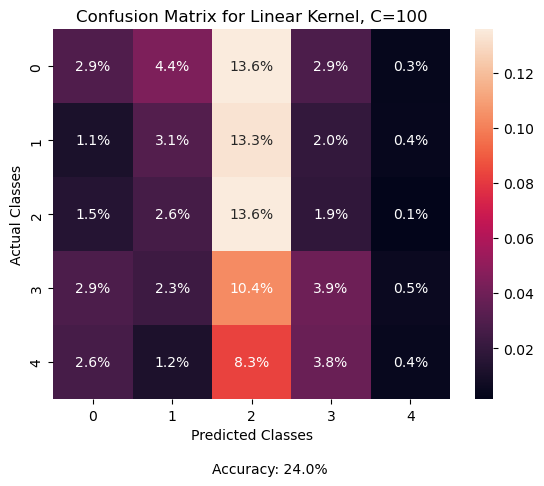 Confusion Matrix for Linear Kernel, C=100
0 2.9% 4.4% 13.6% 2.9% 0.3%
1 1.1% 3.1% 13.3% 2.0% 0.4%
2 1.5% 2.6% 13.6% 1.9% 0.1%
3 2.9% 2.3% 10.4% 3.9% 0.5%
4 2.6% 1.2% 8.3% 3.8% 0.4%
Actual Classes
0 1 2 3 4
Predicted Classes
0.12
0.10
0.08
0.06
0.04
0.02
Accuracy: 24.0%